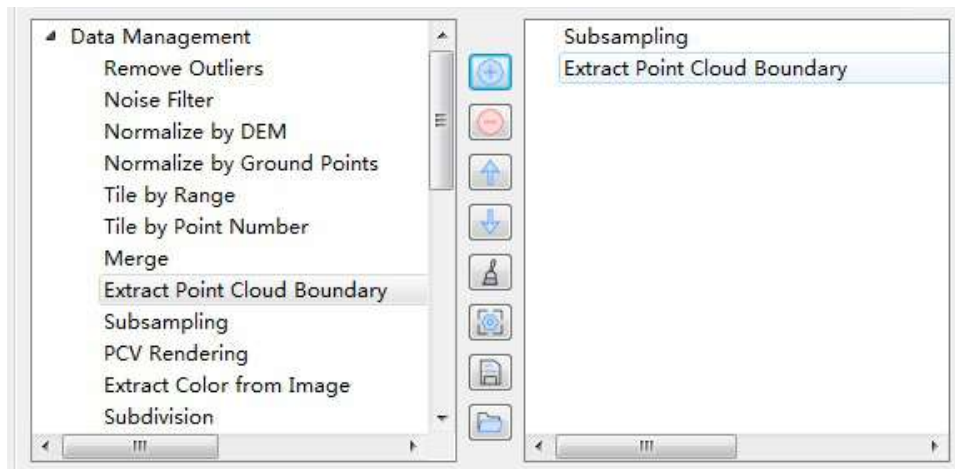 Data Management
Remove Outliers
Noise Filter
Normalize by DEM
Normalize by Ground Points
Tile by Range
Tile by Point Number
Merge
Extract Point Cloud Boundary
Subsampling
PCV Rendering
Extract Color from Image
Subdivision
Subsampling
Extract Point Cloud Boundary